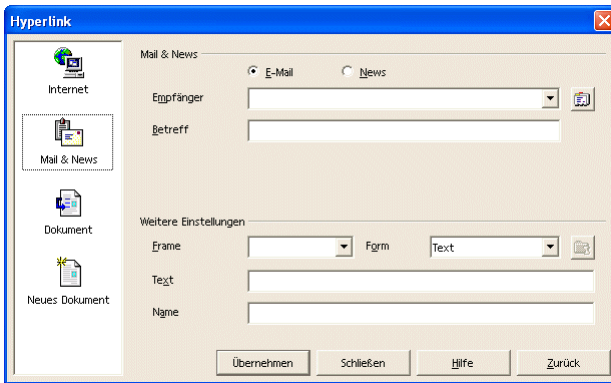 Hyperlink
Internet
Mail & News
Dokument
Neues Dokument
Mail & News
E-Mail News
Empfänger
Betreff
Weitere Einstellungen
Frame Form Text
Text
Name
Übernehmen Schließen Hilfe Zurück